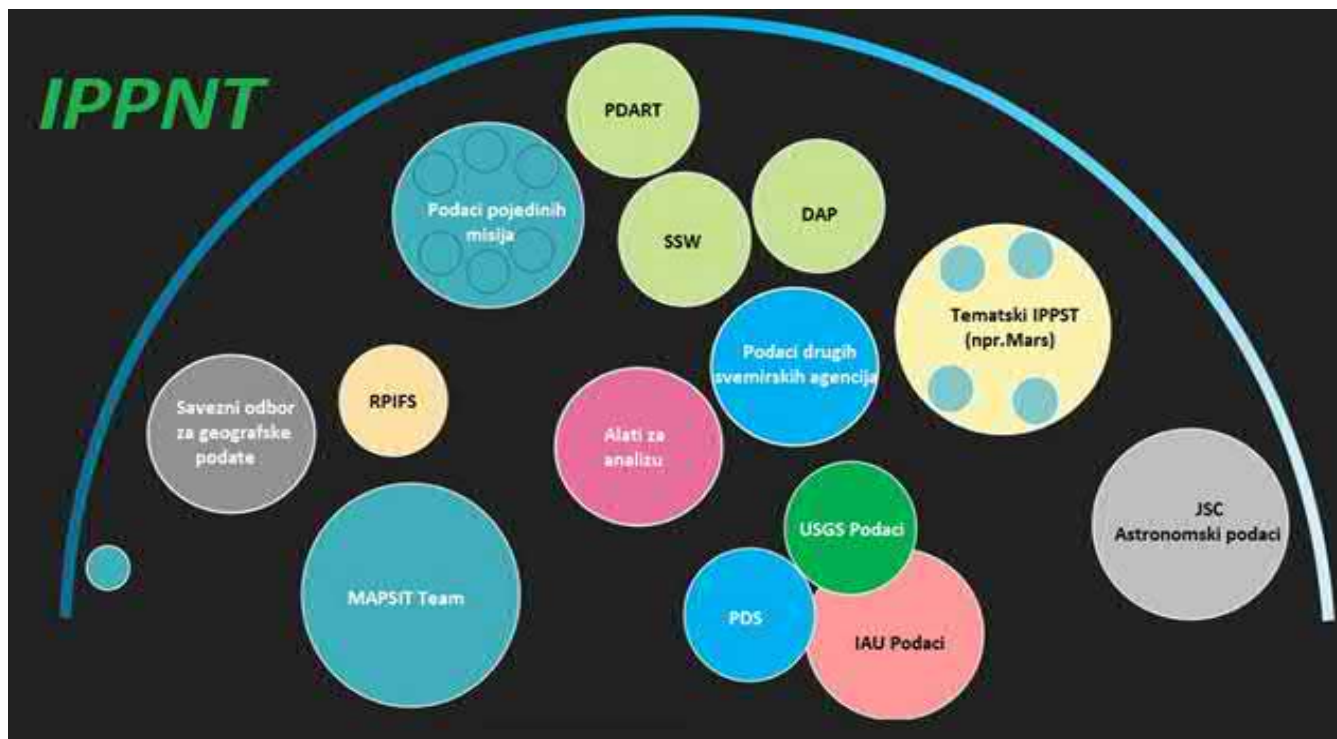 IPPNT
PDART
Podaci pojedinih
misija
SSW
DAP
Tematski IPPST
(npr.Mars)
Podaci drugih
svemirskih agencija
Savezni odbor
za geografske
podate
RPIFS
Alati za
analizu
JSC
Astronomski podaci
USGS Podaci
MAPSIT Team
PDS
IAU Podaci